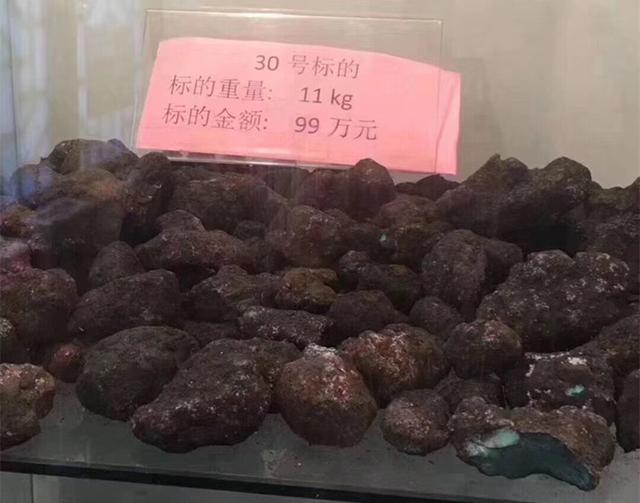 30 号标的
标的重量: 11 kg
标的金额: 99 万元